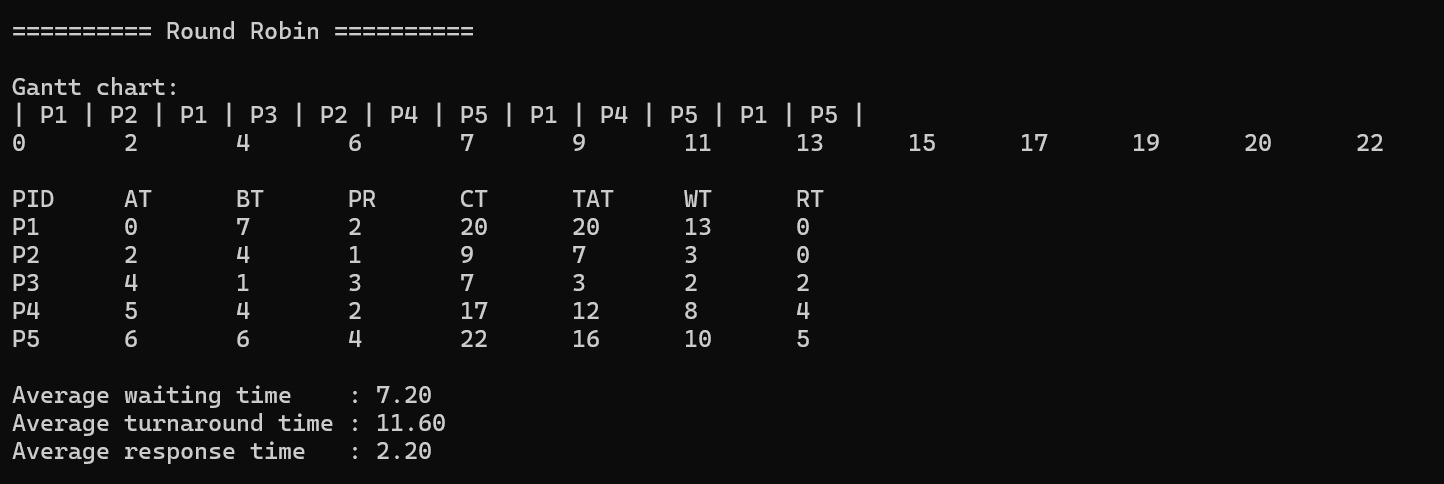 ========== Round Robin ==========
Gantt chart:
| P1 | P2 | P1 | P3 | P2 | P4 | P5 | P1 | P4 | P5 | P1 | P5 |
0 2 4 6 7 9 11 13 15 17 19 20 22
PID AT BT PR CT TAT WT RT
P1 0 7 2 20 20 13 0
P2 2 4 1 9 7 3 0
P3 4 1 3 7 3 2 2
P4 5 4 2 17 12 8 4
P5 6 6 4 22 16 10 5
Average waiting time : 7.20
Average turnaround time : 11.60
Average response time : 2.20